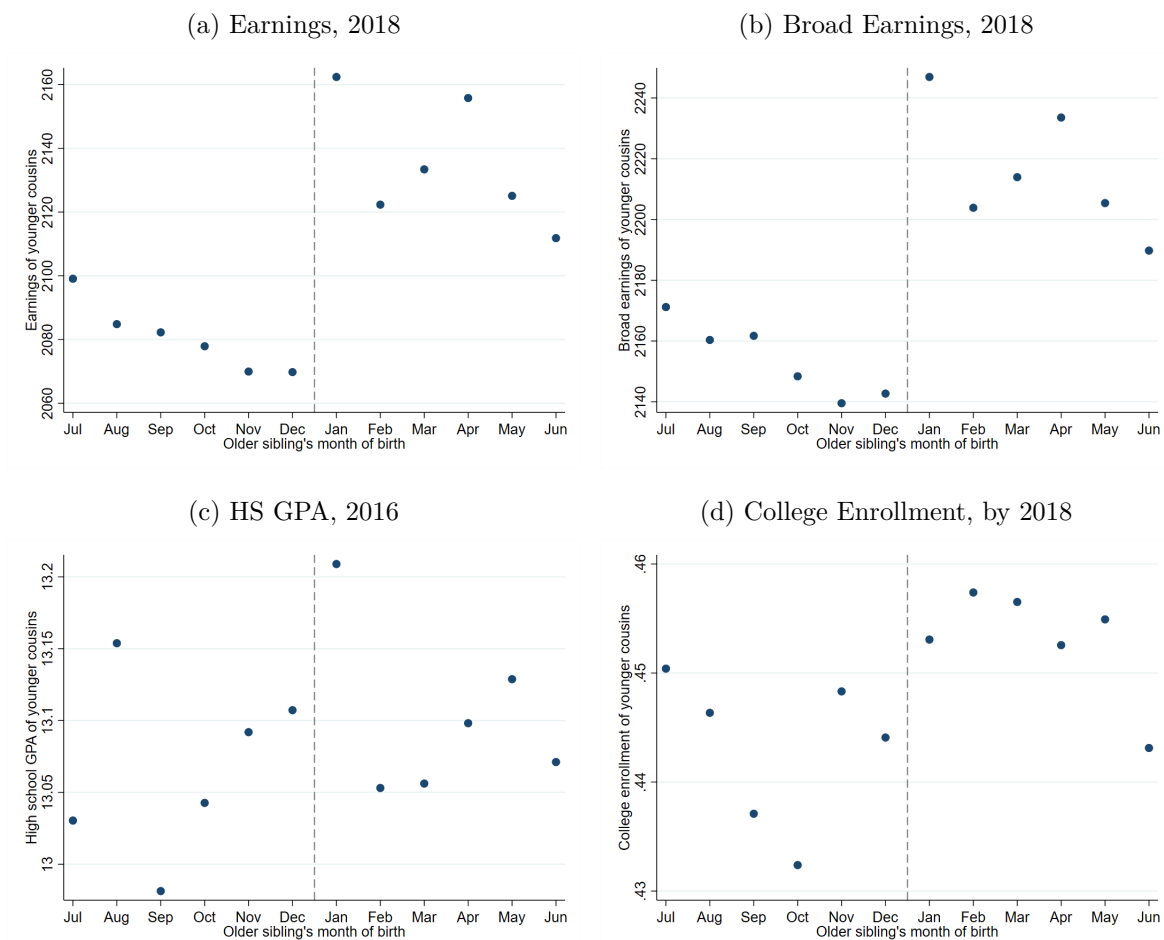 (a) Earnings, 2018
Earnings of younger cousins
2160
2140
2120
2100
2080
2060
Jul Aug Sep Oct Nov Dec Jan Feb Mar Apr May Jun
Older sibling's month of birth
(b) Broad Earnings, 2018
Broad earnings of younger cousins
2240
2220
2200
2180
2160
2140
Jul Aug Sep Oct Nov Dec Jan Feb Mar Apr May Jun
Older sibling's month of birth
(c) HS GPA, 2016
High school GPA of younger cousins
13.2
13.15
13.1
13.05
13
Jul Aug Sep Oct Nov Dec Jan Feb Mar Apr May Jun
Older sibling's month of birth
(d) College Enrollment, by 2018
College enrollment of younger cousins
.46
.45
.44
.43
Jul Aug Sep Oct Nov Dec Jan Feb Mar Apr May Jun
Older sibling's month of birth